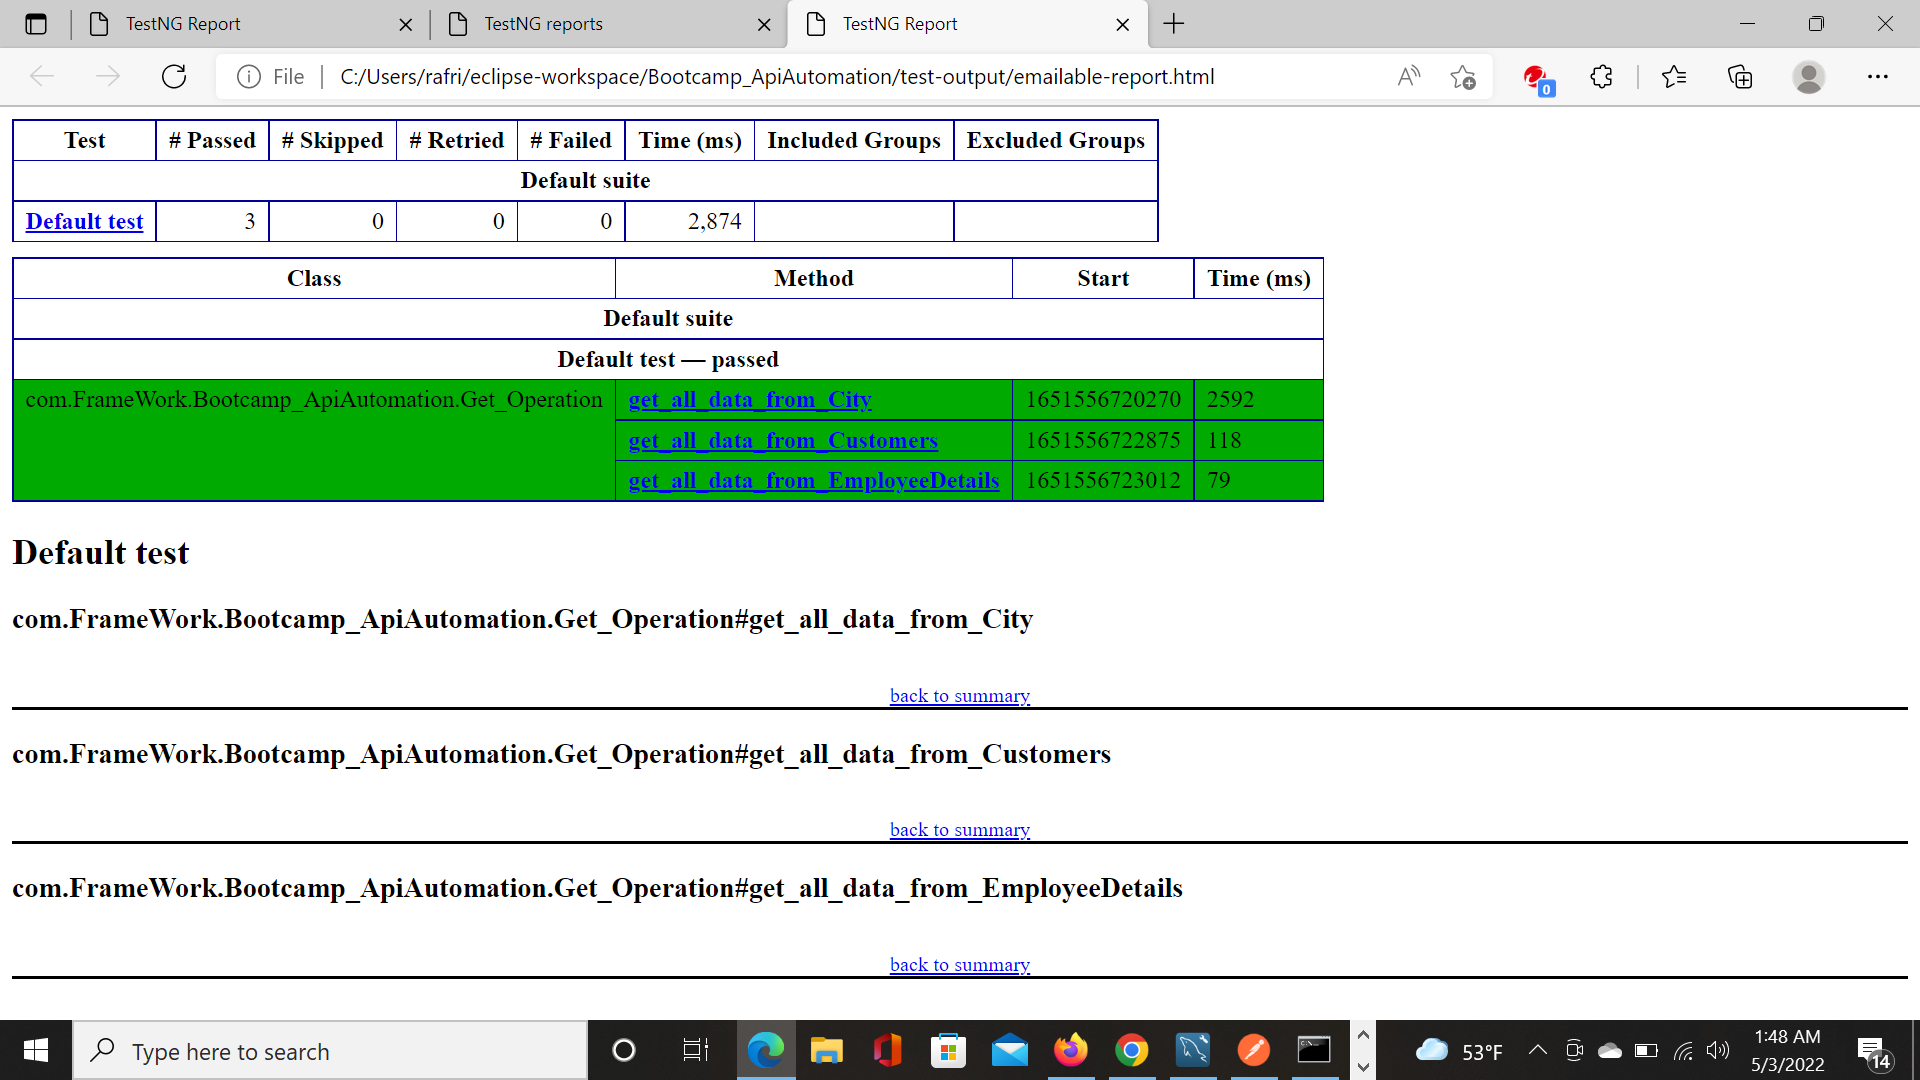 TestNG Report
TestNG reports
TestNG Report
File
C:/Users/rafri/eclipse-workspace/Bootcamp_ApiAutomation/test-output/emailable-report.html
0
Test # Passed # Skipped # Retried # Failed Time (ms) Included Groups Excluded Groups
Default suite
Default test 3 0 0 0 2,874
Class Method Start Time (ms)
Default suite
Default test — passed
com.FrameWork.Bootcamp_ApiAutomation.Get_Operation get_all_data_from_City 1651556720270 2592
get_all_data_from_Customers 1651556722875 118
get_all_data_from_EmployeeDetails 1651556723012 79
Default test
com.FrameWork.Bootcamp_ApiAutomation.Get_Operation#get_all_data_from_City
back to summary
com.FrameWork.Bootcamp_ApiAutomation.Get_Operation#get_all_data_from_Customers
back to summary
com.FrameWork.Bootcamp_ApiAutomation.Get_Operation#get_all_data_from_EmployeeDetails
back to summary
Type here to search
53°F
1:48 AM
5/3/2022
14